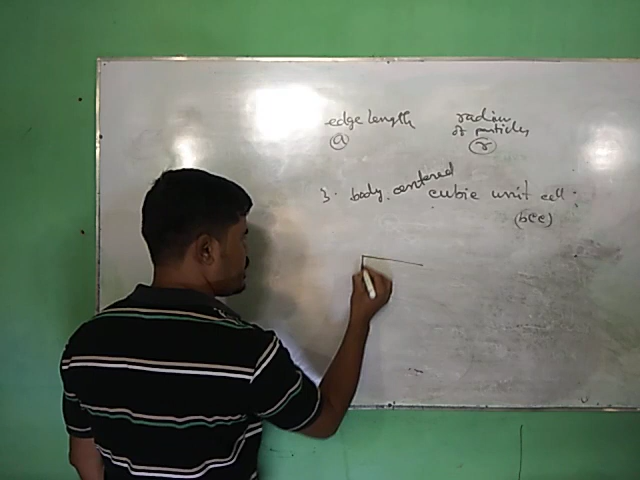 edge length
radius
of particles
a
r
3. body centered cubic unit cell :
(bcc)